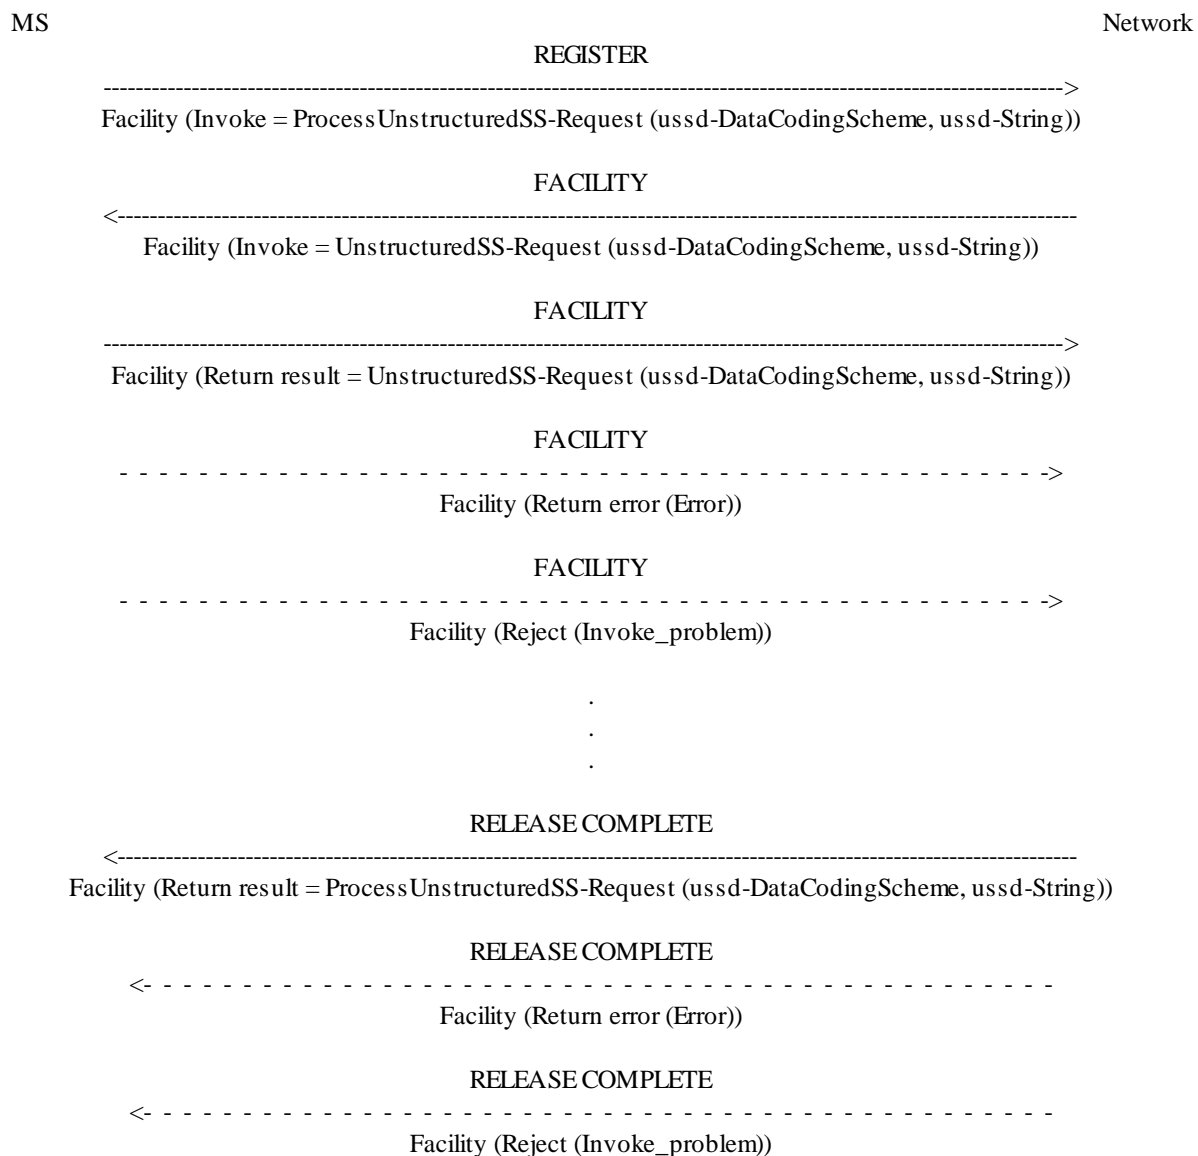 MS Network
REGISTER
------------------------------------------------------------------------------------------------------------------------>
Facility (Invoke = ProcessUnstructuredSS-Request (ussd-DataCodingScheme, ussd-String))
FACILITY
<------------------------------------------------------------------------------------------------------------------------
Facility (Invoke = UnstructuredSS-Request (ussd-DataCodingScheme, ussd-String))
FACILITY
------------------------------------------------------------------------------------------------------------------------>
Facility (Return result = UnstructuredSS-Request (ussd-DataCodingScheme, ussd-String))
FACILITY
- - - - - - - - - - - - - - - - - - - - - - - - - - - - - - - - - - - - - - - - - - - - - - ->
Facility (Return error (Error))
FACILITY
- - - - - - - - - - - - - - - - - - - - - - - - - - - - - - - - - - - - - - - - - - - - - - ->
Facility (Reject (Invoke_problem))
.
.
.
RELEASE COMPLETE
<------------------------------------------------------------------------------------------------------------------------
Facility (Return result = ProcessUnstructuredSS-Request (ussd-DataCodingScheme, ussd-String))
RELEASE COMPLETE
<- - - - - - - - - - - - - - - - - - - - - - - - - - - - - - - - - - - - - - - - - - - - - -
Facility (Return error (Error))
RELEASE COMPLETE
<- - - - - - - - - - - - - - - - - - - - - - - - - - - - - - - - - - - - - - - - - - - - - -
Facility (Reject (Invoke_problem))